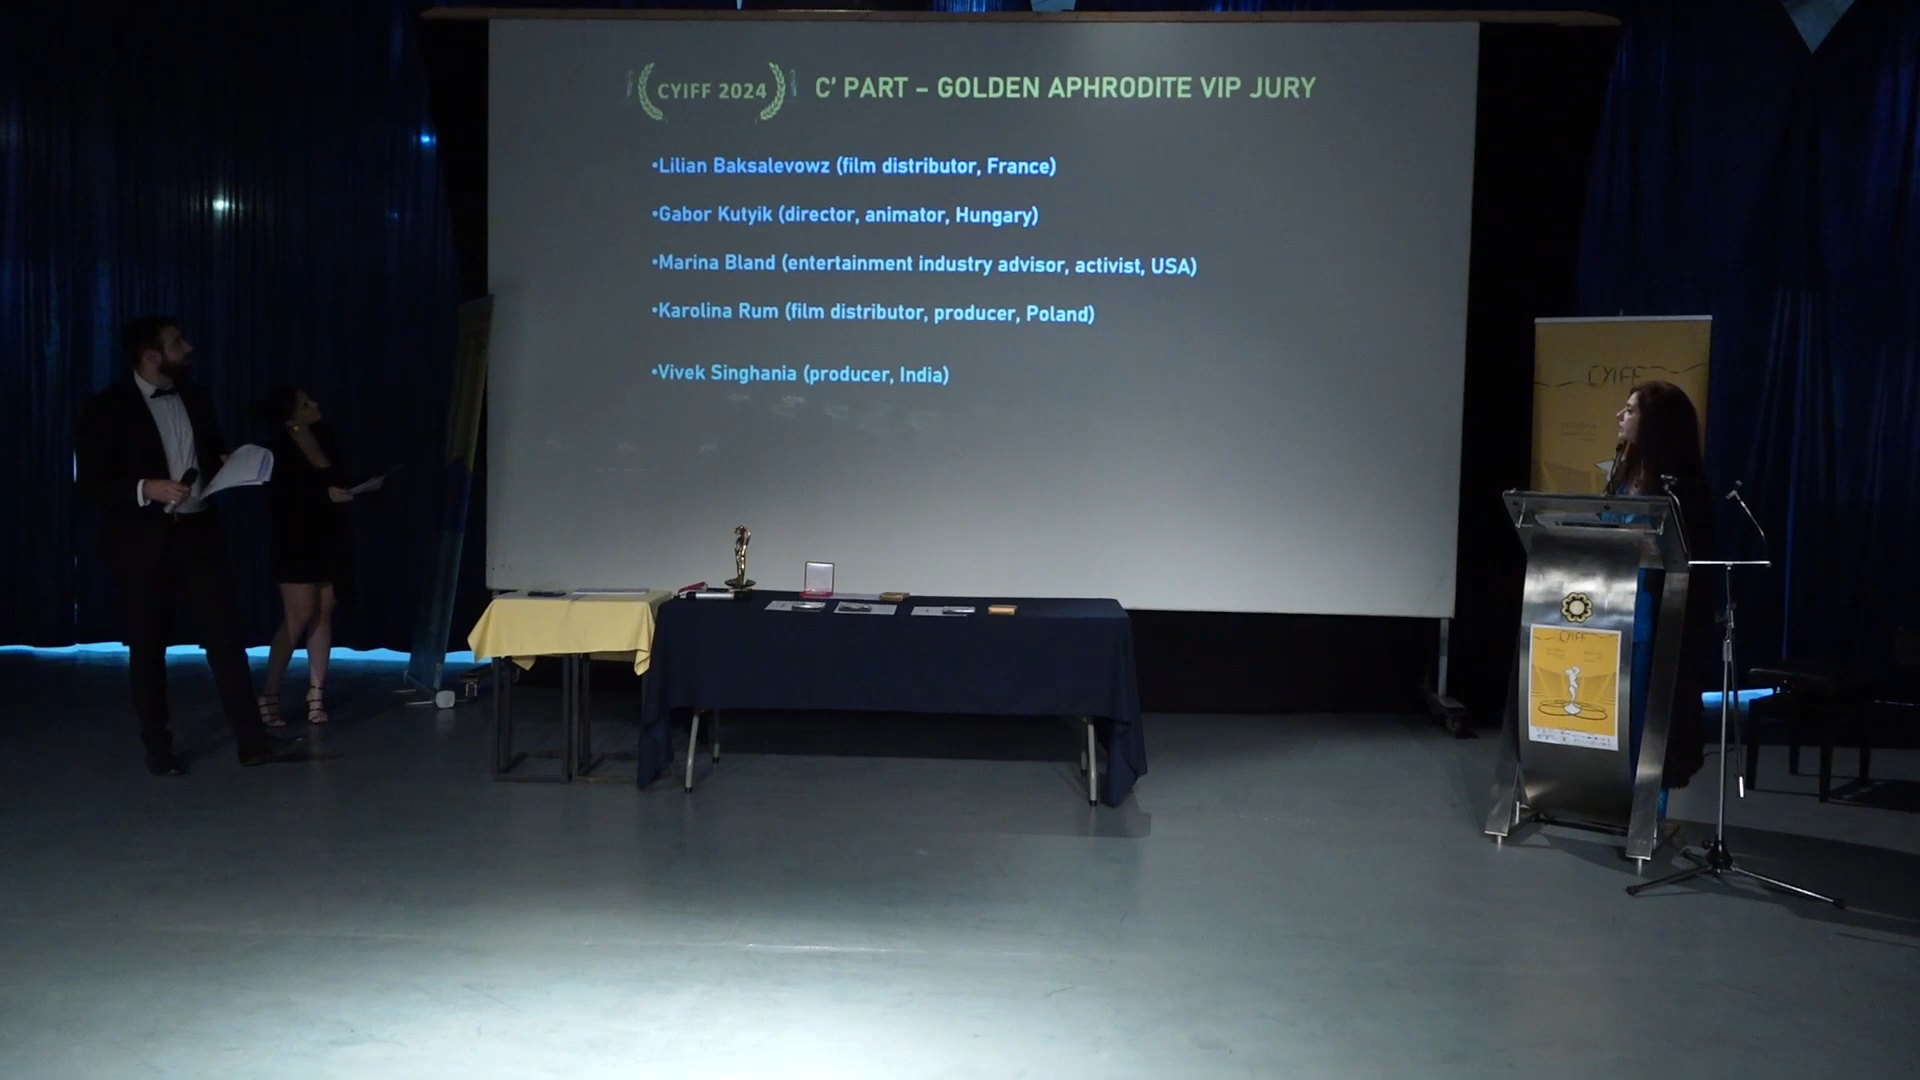 CYIFF 2024 C' PART – GOLDEN APHRODITE VIP JURY
•Lilian Baksalevowz (film distributor, France)
•Gabor Kutyik (director, animator, Hungary)
•Marina Bland (entertainment industry advisor, activist, USA)
•Karolina Rum (film distributor, producer, Poland)
•Vivek Singhania (producer, India)
CYIFF
CYIFF